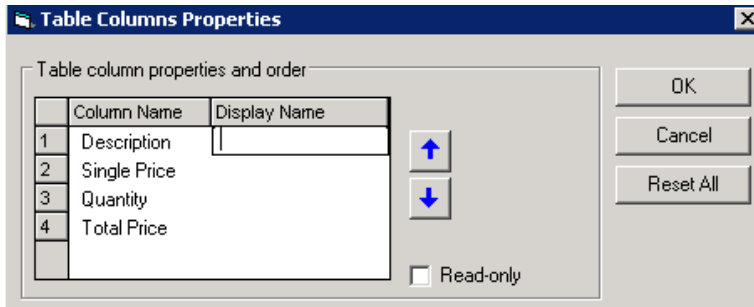 Table Columns Properties
Table column properties and order
Column Name Display Name
1 Description
2 Single Price
3 Quantity
4 Total Price
Read-only
OK
Cancel
Reset All